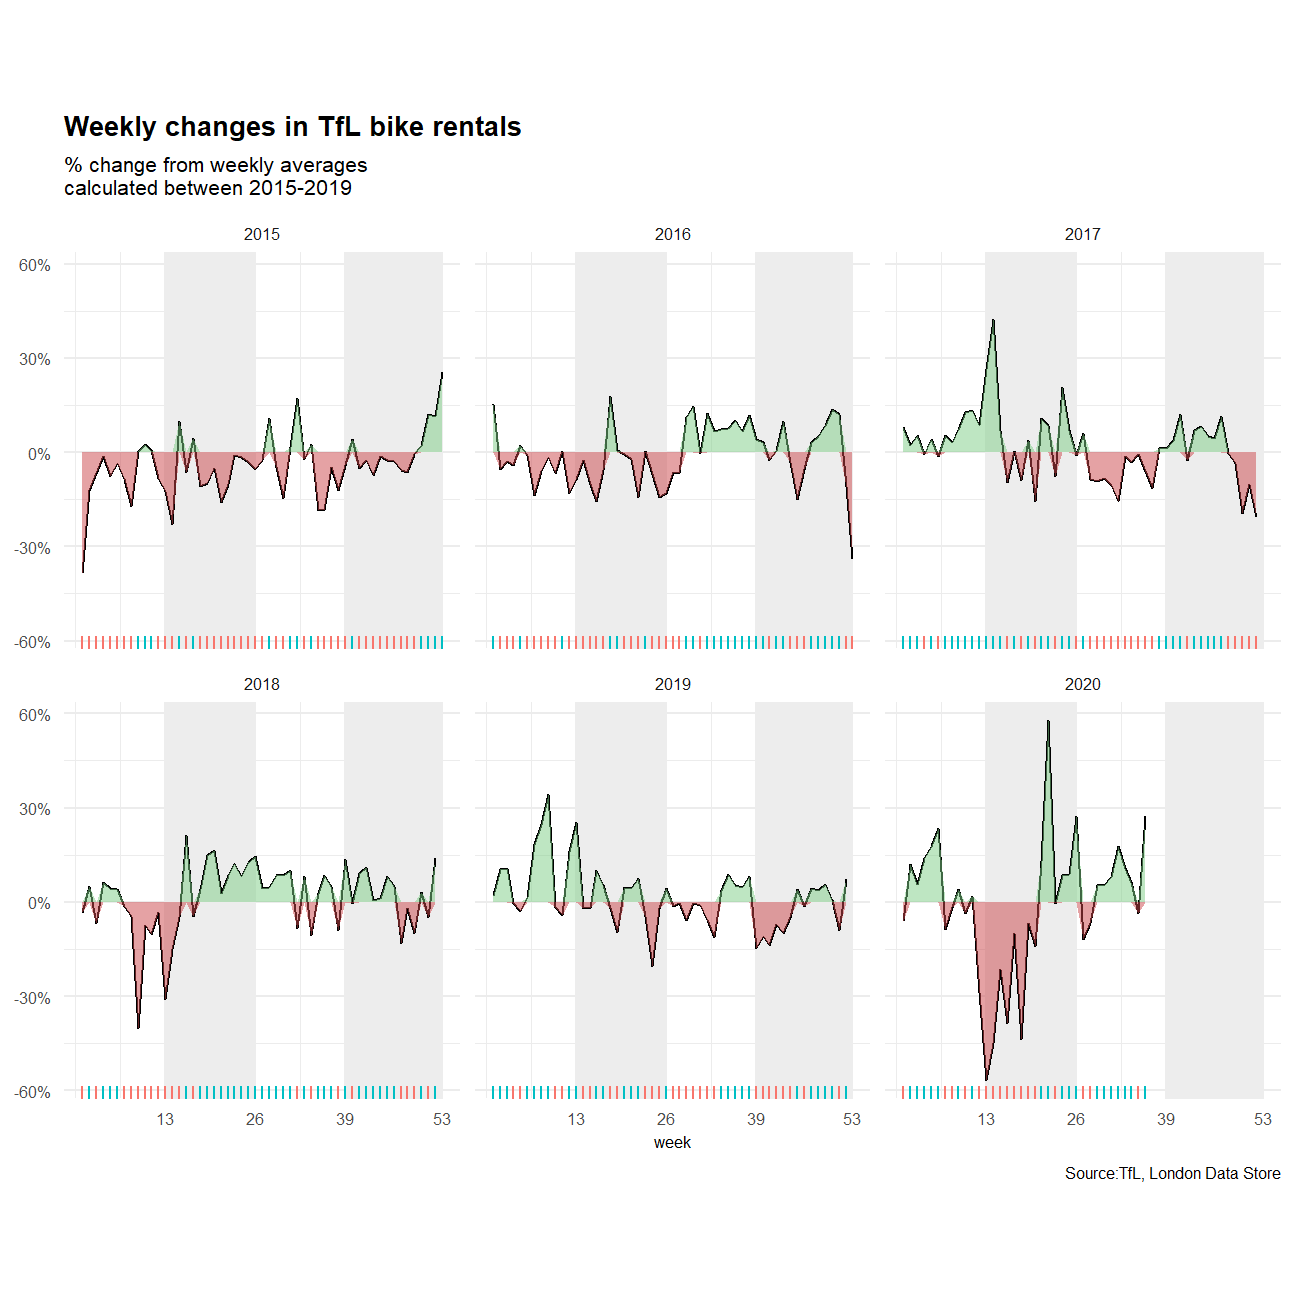 Weekly changes in TfL bike rentals
% change from weekly averages
calculated between 2015-2019
2015 2016 2017
60%
30%
0%
-30%
-60%
2018 2019 2020
60%
30%
0%
-30%
-60%
13 26 39 53 13 26 39 53 13 26 39 53
week
Source:TfL, London Data Store